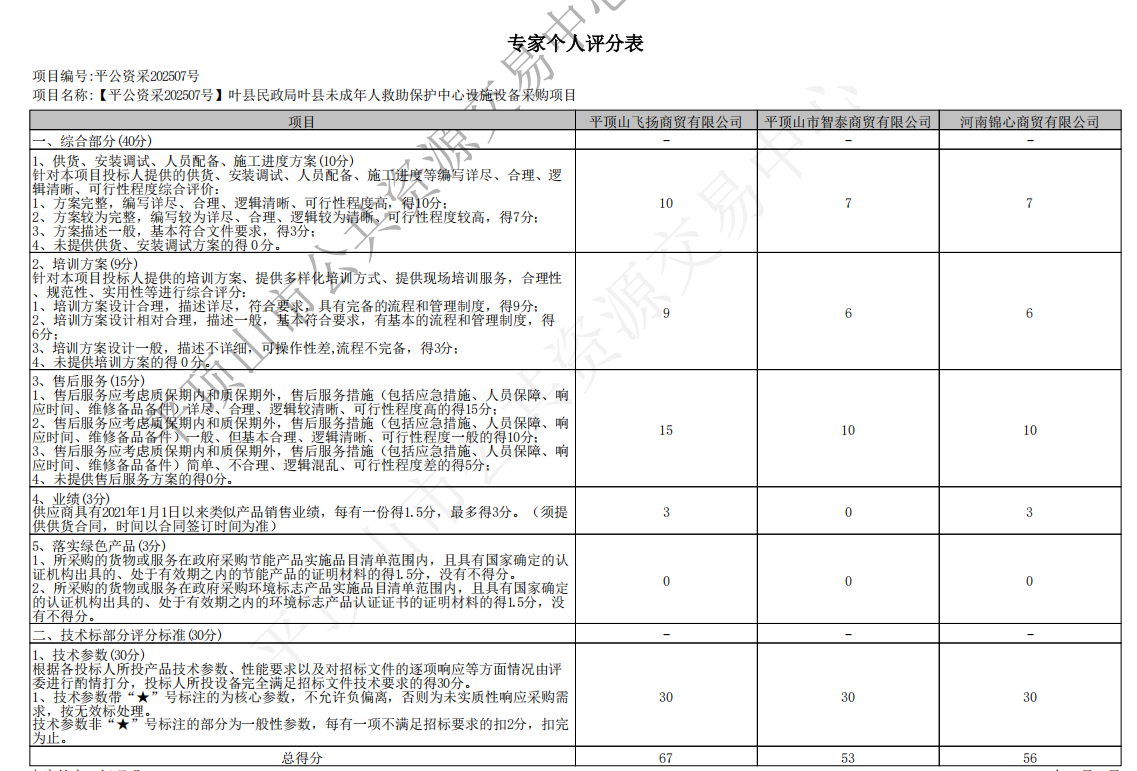 专家个人评分表
项目编号:平公资采202507号
项目名称:【平公资采202507号】叶县民政局叶县未成年人救助保护中心设施设备采购项目
项目 平顶山飞扬商贸有限公司 平顶山市智泰商贸有限公司 河南锦心商贸有限公司
一、综合部分(40分) - - -
1、供货、安装调试、人员配备、施工进度方案(10分)
针对本项目投标人提供的供货、安装调试、人员配备、施工进度等编写详尽、合理、逻
辑清晰、可行性程度综合评价:
1、方案完整，编写详尽、合理、逻辑清晰、可行性程度高，得10分;
2、方案较为完整，编写较为详尽、合理、逻辑较为清晰、可行性程度较高，得7分;
3、方案描述一般，基本符合文件要求，得3分;
4、未提供供货、安装调试方案的得０分。
10 7 7
2、培训方案(9分)
针对本项目投标人提供的培训方案、提供多样化培训方式、提供现场培训服务，合理性
、规范性、实用性等进行综合评分:
1、培训方案设计合理，描述详尽，符合要求，具有完备的流程和管理制度，得9分;
2、培训方案设计相对合理，描述一般，基本符合要求，有基本的流程和管理制度，得
6分;
3、培训方案设计一般，描述不详细，可操作性差,流程不完备，得3分;
4、未提供培训方案的得０分。
9 6 6
3、售后服务(15分)
1、售后服务应考虑质保期内和质保期外，售后服务措施（包括应急措施、人员保障、响
应时间、维修备品备件）详尽、合理、逻辑较清晰、可行性程度高的得15分;
2、售后服务应考虑质保期内和质保期外，售后服务措施（包括应急措施、人员保障、响
应时间、维修备品备件）一般、但基本合理、逻辑清晰、可行性程度一般的得10分;
3、售后服务应考虑质保期内和质保期外，售后服务措施（包括应急措施、人员保障、响
应时间、维修备品备件）简单、不合理、逻辑混乱、可行性程度差的得5分;
4、未提供售后服务方案的得0分。
15 10 10
4、业绩(3分)
供应商具有2021年1月1日以来类似产品销售业绩，每有一份得1.5分，最多得3分。（须提
供供货合同，时间以合同签订时间为准）
3 0 3
5、落实绿色产品(3分)
1、所采购的货物或服务在政府采购节能产品实施品目清单范围内，且具有国家确定的认
证机构出具的、处于有效期之内的节能产品的证明材料的得1.5分，没有不得分。
2、所采购的货物或服务在政府采购环境标志产品实施品目清单范围内，且具有国家确定
的认证机构出具的、处于有效期之内的环境标志产品认证证书的证明材料的得1.5分，没
有不得分。
0 0 0
二、技术标部分评分标准(30分) - - -
1、技术参数(30分)
根据各投标人所投产品技术参数、性能要求以及对招标文件的逐项响应等方面情况由评
委进行酌情打分，投标人所投设备完全满足招标文件技术要求的得30分。
1、技术参数带“★”号标注的为核心参数，不允许负偏离，否则为未实质性响应采购需
求，按无效标处理。
技术参数非“★”号标注的部分为一般性参数，每有一项不满足招标要求的扣2分，扣完
为止。
30 30 30
总得分 67 53 56
平顶山市公共资源交易中心
平顶山市公共资源交易中心